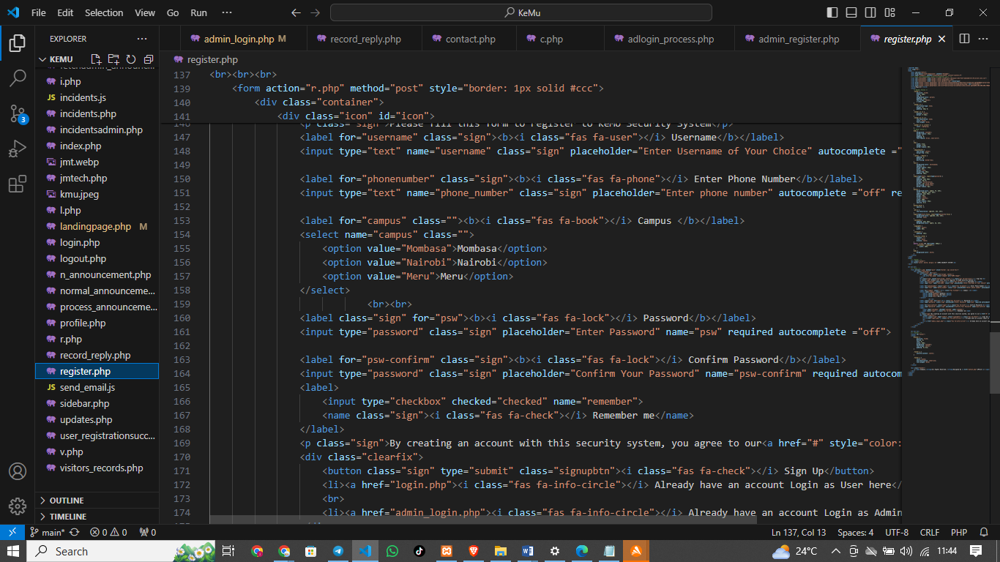 File Edit Selection View Go Run ··· KeMu
EXPLORER ···
KEMU
i.php
JS incidents.js
incidents.php
incidentsadmin.php
index.php
jmt.webp
jmtech.php
kmu.jpeg
l.php
landingpage.php M
login.php
logout.php
n_announcement.php
normal_announceme...
process_announceme...
profile.php
r.php
record_reply.php
register.php
JS send_email.js
sidebar.php
updates.php
user_registrationsucc...
v.php
visitors_records.php
OUTLINE
TIMELINE
3
admin_login.php M record_reply.php contact.php c.php adlogin_process.php admin_register.php register.php
register.php
137 <br><br><br>
139 <form action="r.php" method="post" style="border: 1px solid #ccc">
140 <div class="container">
141 <div class="icon" id="icon">
146 <p class="sign">Please fill this form to register to KeMU Security System</p>
147 <label for="username" class="sign"><b><i class="fas fa-user"></i> Username</b></label>
148 <input type="text" name="username" class="sign" placeholder="Enter Username of Your Choice" autocomplete ="
149
150 <label for="phonenumber" class="sign"><b><i class="fas fa-phone"></i> Enter Phone Number</b></label>
151 <input type="text" name="phone_number" class="sign" placeholder="Enter phone number" autocomplete ="off" re
152
153 <label for="campus" class=""><b><i class="fas fa-book"></i> Campus </b></label>
154 <select name="campus" class="">
155 <option value="Mombasa">Mombasa</option>
156 <option value="Nairobi">Nairobi</option>
157 <option value="Meru">Meru</option>
158 </select>
159 <br><br>
160 <label class="sign" for="psw"><b><i class="fas fa-lock"></i> Password</b></label>
161 <input type="password" class="sign" placeholder="Enter Password" name="psw" required autocomplete ="off">
162
163 <label for="psw-confirm" class="sign"><b><i class="fas fa-lock"></i> Confirm Password</b></label>
164 <input type="password" class="sign" placeholder="Confirm Your Password" name="psw-confirm" required autocom
165 <label>
166 <input type="checkbox" checked="checked" name="remember">
167 <name class="sign"><i class="fas fa-check"></i> Remember me</name>
168 </label>
169 <p class="sign">By creating an account with this security system, you agree to our<a href="#" style="color:
170 <div class="clearfix">
171 <button class="sign" type="submit" class="signupbtn"><i class="fas fa-check"></i> Sign Up</button>
172 <li><a href="login.php"><i class="fas fa-info-circle"></i> Already have an account Login as User here</
173 <br>
174 <li><a href="admin_login.php"><i class="fas fa-info-circle"></i> Already have an account Login as Admin
main* 0 0 0 Ln 137, Col 13 Spaces: 4 UTF-8 CRLF PHP
Search 24°C 11:44